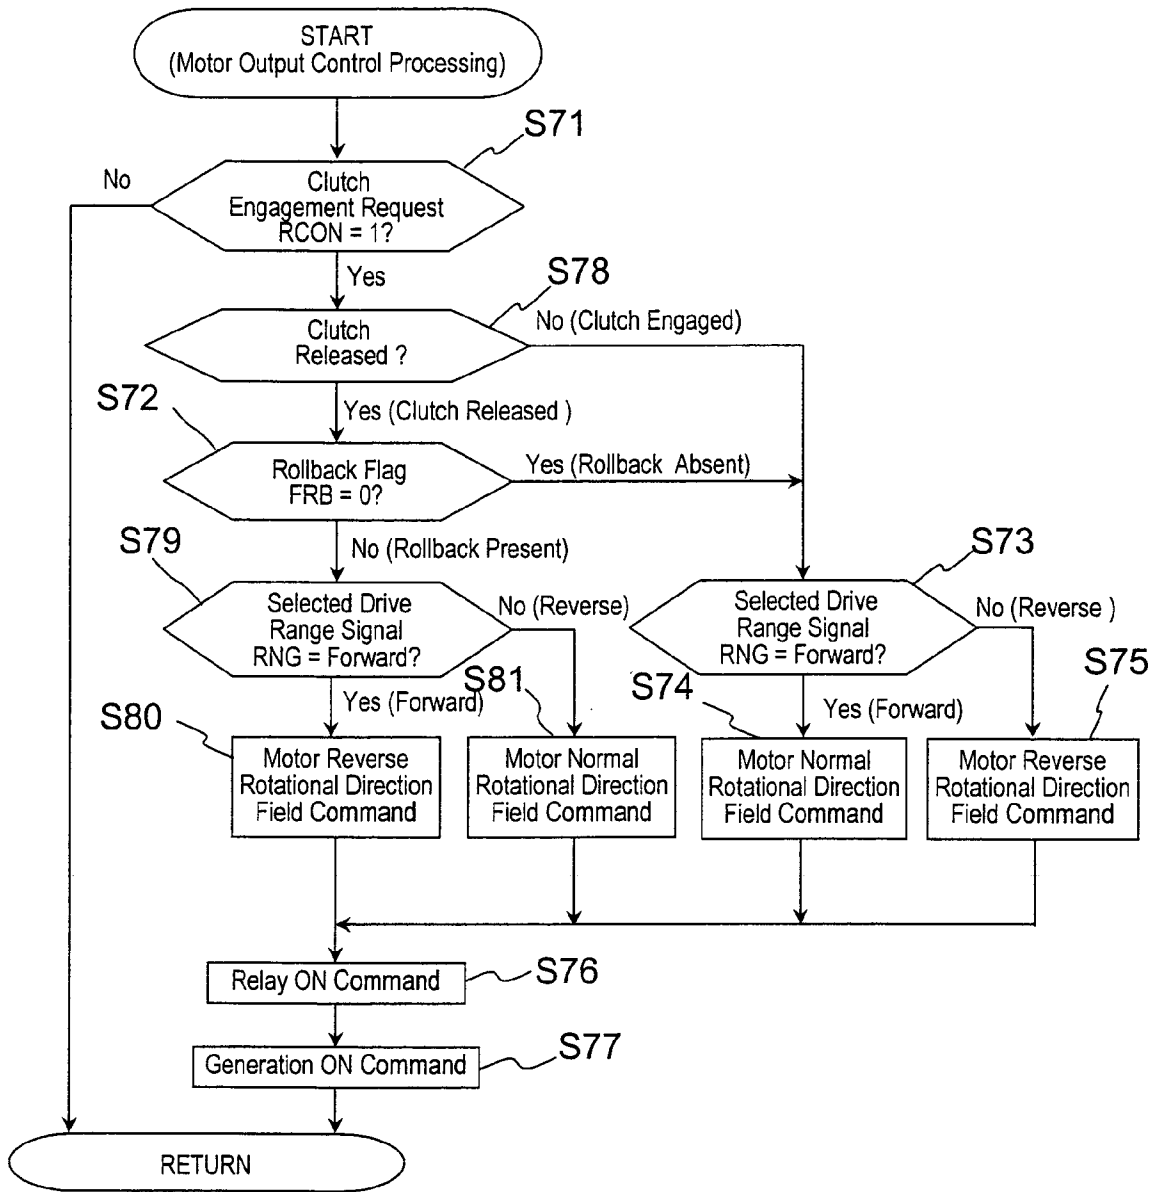 START
(Motor Output Control Processing)
S71
No
Clutch
Engagement Request
RCON = 1?
Yes
S78
No (Clutch Engaged)
Clutch
Released ?
S72
Yes (Clutch Released )
Rollback Flag
FRB = 0?
Yes (Rollback Absent)
S79
No (Rollback Present)
S73
Selected Drive
Range Signal
RNG = Forward?
No (Reverse)
Selected Drive
Range Signal
RNG = Forward?
No (Reverse )
S80
Yes (Forward)
S81
S74
Yes (Forward)
S75
Motor Reverse
Rotational Direction
Field Command
Motor Normal
Rotational Direction
Field Command
Motor Normal
Rotational Direction
Field Command
Motor Reverse
Rotational Direction
Field Command
Relay ON Command
S76
Generation ON Command
S77
RETURN